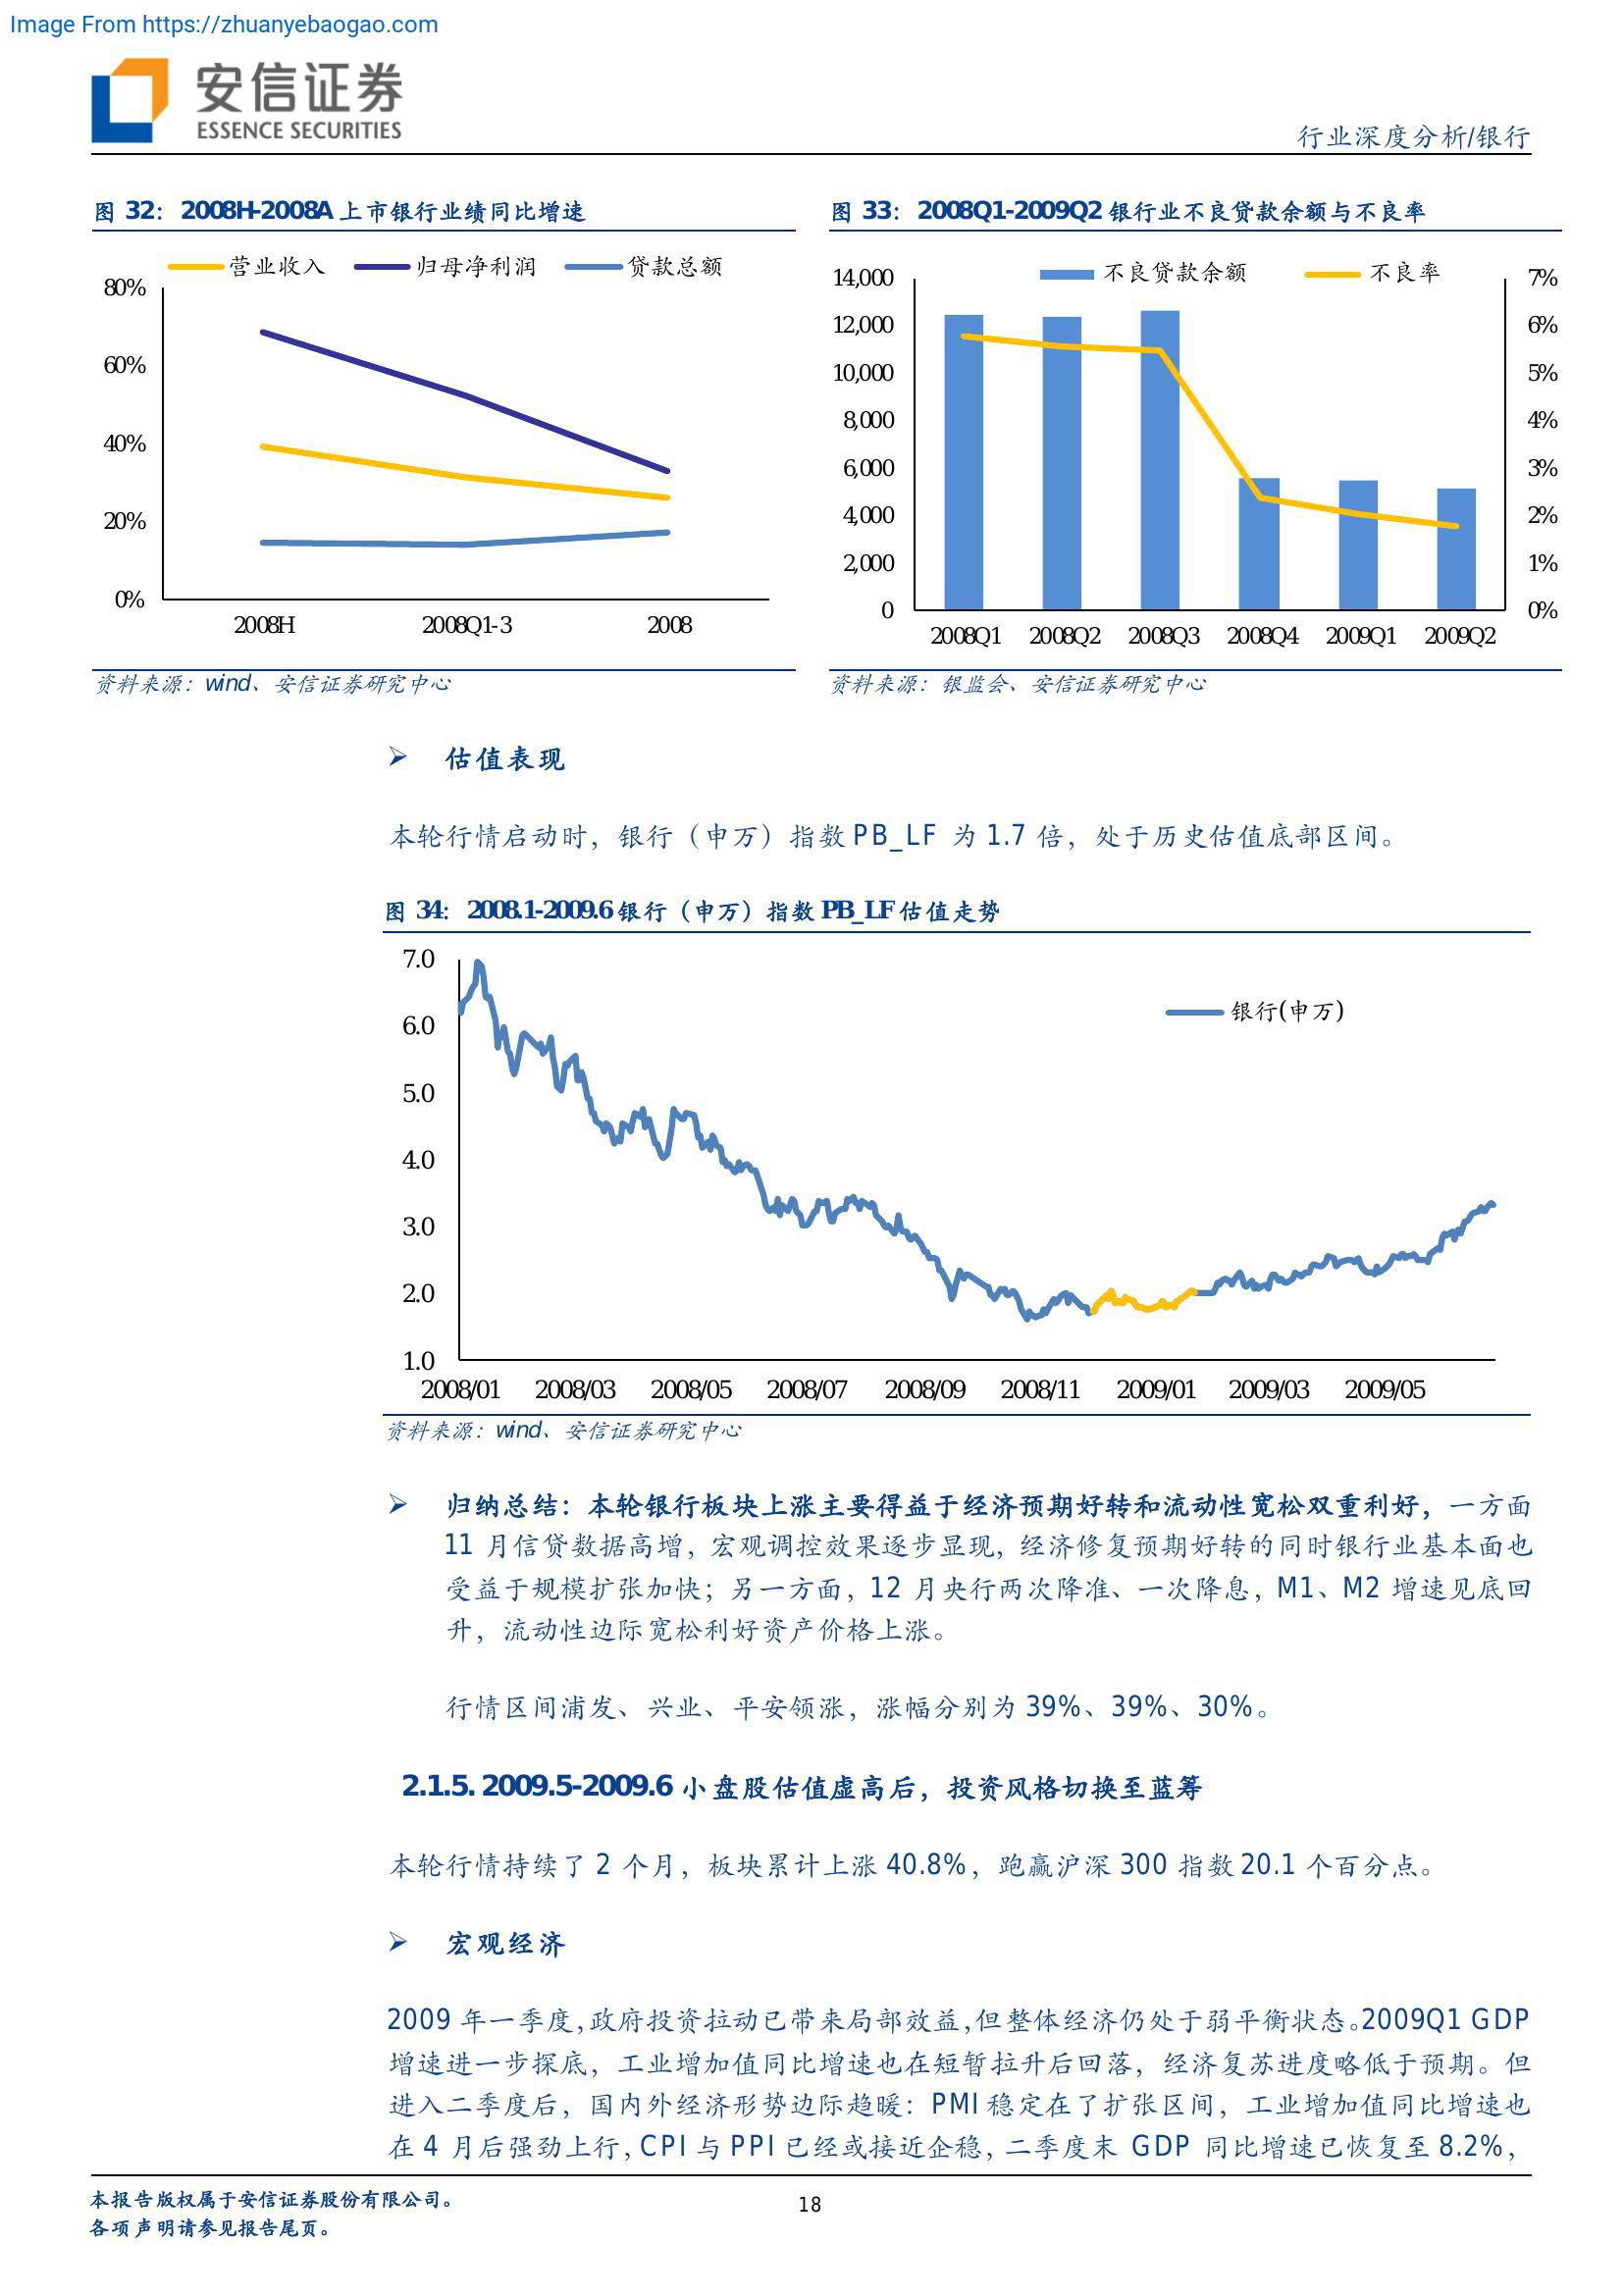 Image From https://zhuanyebaogao.com
安信证券
ESSENCE SECURITIES
行业深度分析/银行
图 32： 2008H-2008A 上市银行业绩同比增速
营业收入 归母净利润 贷款总额
80%
60%
40%
20%
0%
2008H 2008Q1-3 2008
资料来源：wind、安信证券研究中心
图 33： 2008Q1-2009Q2 银行业不良贷款余额与不良率
不良贷款余额 不良率
14,000 7%
12,000 6%
10,000 5%
8,000 4%
6,000 3%
4,000 2%
2,000 1%
0 0%
2008Q1 2008Q2 2008Q3 2008Q4 2009Q1 2009Q2
资料来源：银监会、安信证券研究中心
➢ 估值表现
本轮行情启动时，银行（申万）指数 PB_LF 为 1.7 倍，处于历史估值底部区间。
图 34： 2008.1-2009.6 银行（申万）指数 PB_LF 估值走势
银行(申万)
7.0
6.0
5.0
4.0
3.0
2.0
1.0
2008/01 2008/03 2008/05 2008/07 2008/09 2008/11 2009/01 2009/03 2009/05
资料来源：wind、安信证券研究中心
➢ 归纳总结：本轮银行板块上涨主要得益于经济预期好转和流动性宽松双重利好，一方面
11 月信贷数据高增，宏观调控效果逐步显现，经济修复预期好转的同时银行业基本面也
受益于规模扩张加快；另一方面，12 月央行两次降准、一次降息，M1、M2 增速见底回
升，流动性边际宽松利好资产价格上涨。
行情区间浦发、兴业、平安领涨，涨幅分别为 39%、39%、30%。
2.1.5. 2009.5-2009.6 小盘股估值虚高后，投资风格切换至蓝筹
本轮行情持续了 2 个月，板块累计上涨 40.8%，跑赢沪深 300 指数 20.1 个百分点。
➢ 宏观经济
2009 年一季度，政府投资拉动已带来局部效益，但整体经济仍处于弱平衡状态。2009Q1 GDP
增速进一步探底，工业增加值同比增速也在短暂拉升后回落，经济复苏进度略低于预期。但
进入二季度后，国内外经济形势边际趋暖：PMI 稳定在了扩张区间，工业增加值同比增速也
在 4 月后强劲上行，CPI 与 PPI 已经或接近企稳，二季度末 GDP 同比增速已恢复至 8.2%，
本报告版权属于安信证券股份有限公司。
各项声明请参见报告尾页。
18